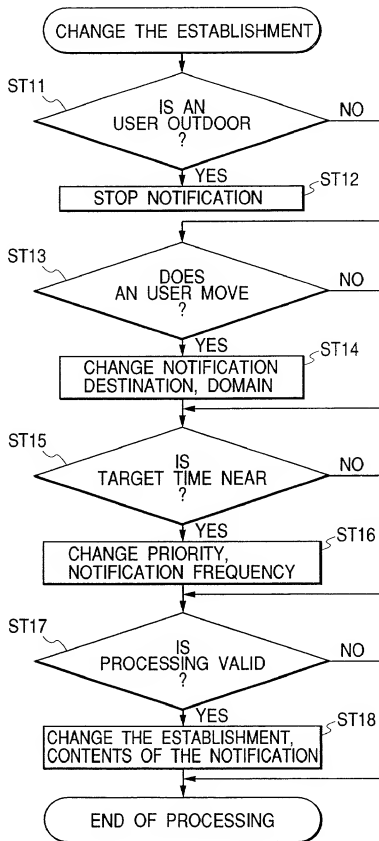 CHANGE THE ESTABLISHMENT
ST11
IS AN
USER OUTDOOR
?
NO
YES
ST12
STOP NOTIFICATION
ST13
DOES
AN USER MOVE
?
NO
YES
ST14
CHANGE NOTIFICATION
DESTINATION, DOMAIN
ST15
IS
TARGET TIME NEAR
?
NO
YES
ST16
CHANGE PRIORITY,
NOTIFICATION FREQUENCY
ST17
IS
PROCESSING VALID
?
NO
YES
ST18
CHANGE THE ESTABLISHMENT,
CONTENTS OF THE NOTIFICATION
END OF PROCESSING